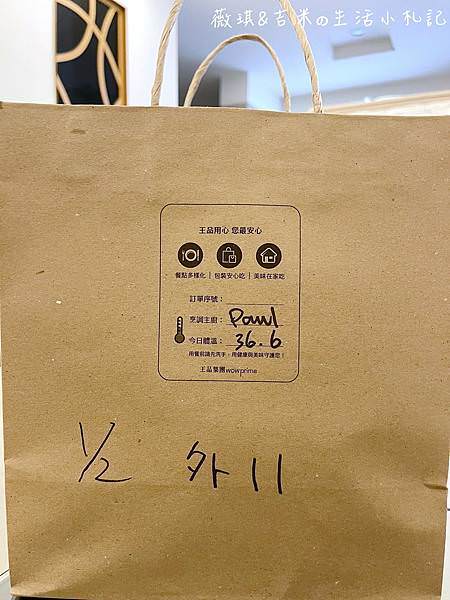 薇琪&吉米の生活小札記
王品用心 您最安心
餐點多樣化 | 包裝安心吃 | 美味在家吃
訂單序號：
烹調主廚：Paul
今日體溫：36.6
用餐前請先洗手，用健康與美味守護您！
王品集團wowprime
1/2 外11